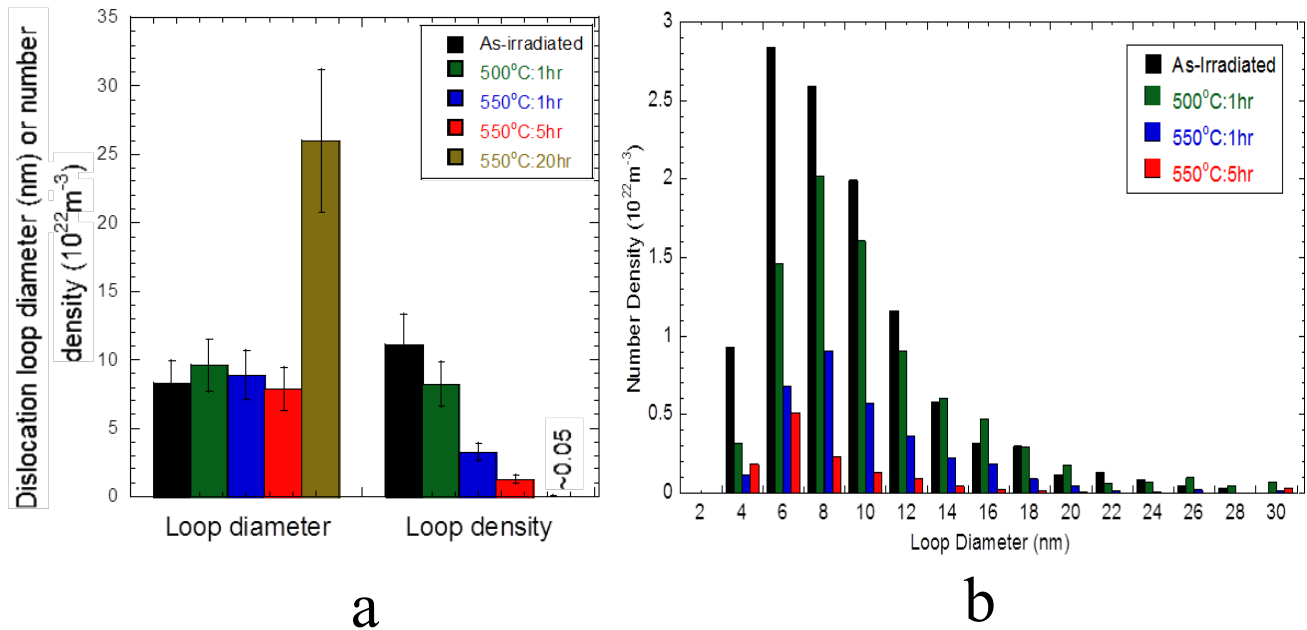 Dislocation loop diameter (nm) or number
density (10²²m⁻³)
35
30
25
20
15
10
5
0
As-irradiated
500°C:1hr
550°C:1hr
550°C:5hr
550°C:20hr
~0.05
Loop diameter
Loop density
a
Number Density (10²²m⁻³)
3
2.5
2
1.5
1
0.5
0
As-Irradiated
500°C:1hr
550°C:1hr
550°C:5hr
2 4 6 8 10 12 14 16 18 20 22 24 26 28 30
Loop Diameter (nm)
b